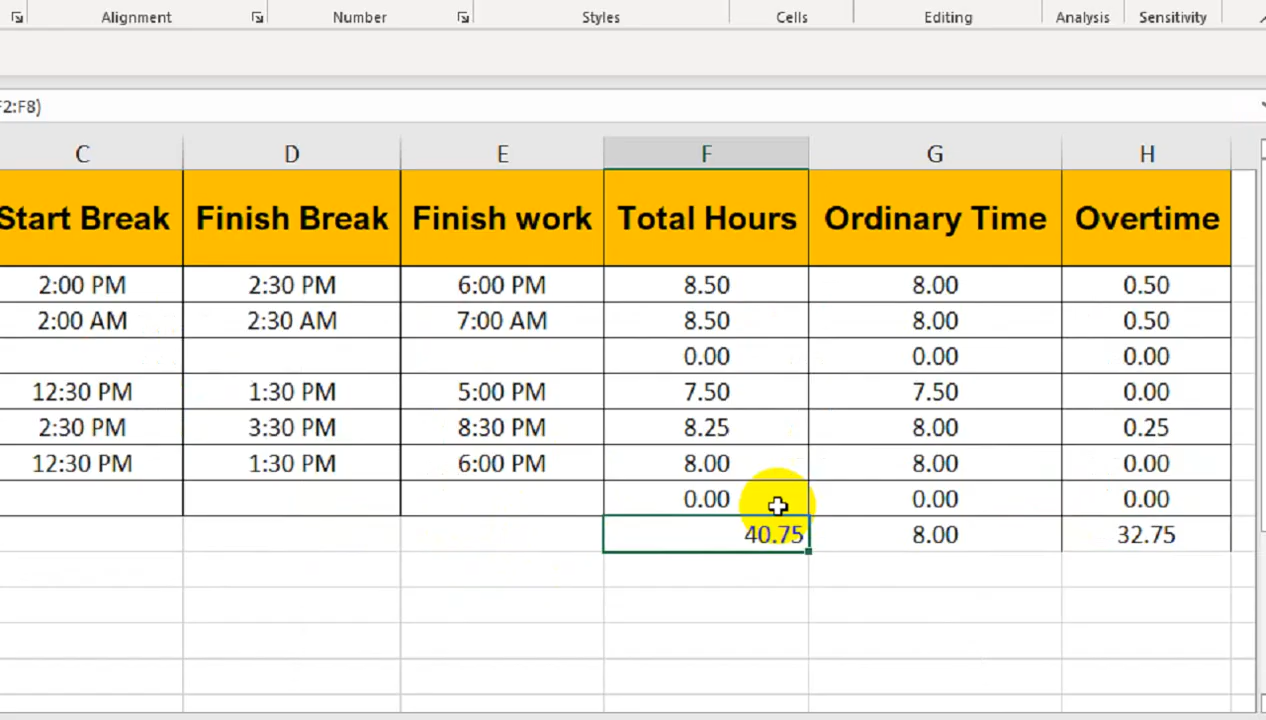 Alignment Number Styles Cells Editing Analysis Sensitivity
F2:F8)
C D E F G H
Start Break Finish Break Finish work Total Hours Ordinary Time Overtime
2:00 PM 2:30 PM 6:00 PM 8.50 8.00 0.50
2:00 AM 2:30 AM 7:00 AM 8.50 8.00 0.50
0.00 0.00 0.00
12:30 PM 1:30 PM 5:00 PM 7.50 7.50 0.00
2:30 PM 3:30 PM 8:30 PM 8.25 8.00 0.25
12:30 PM 1:30 PM 6:00 PM 8.00 8.00 0.00
0.00 0.00 0.00
40.75 8.00 32.75